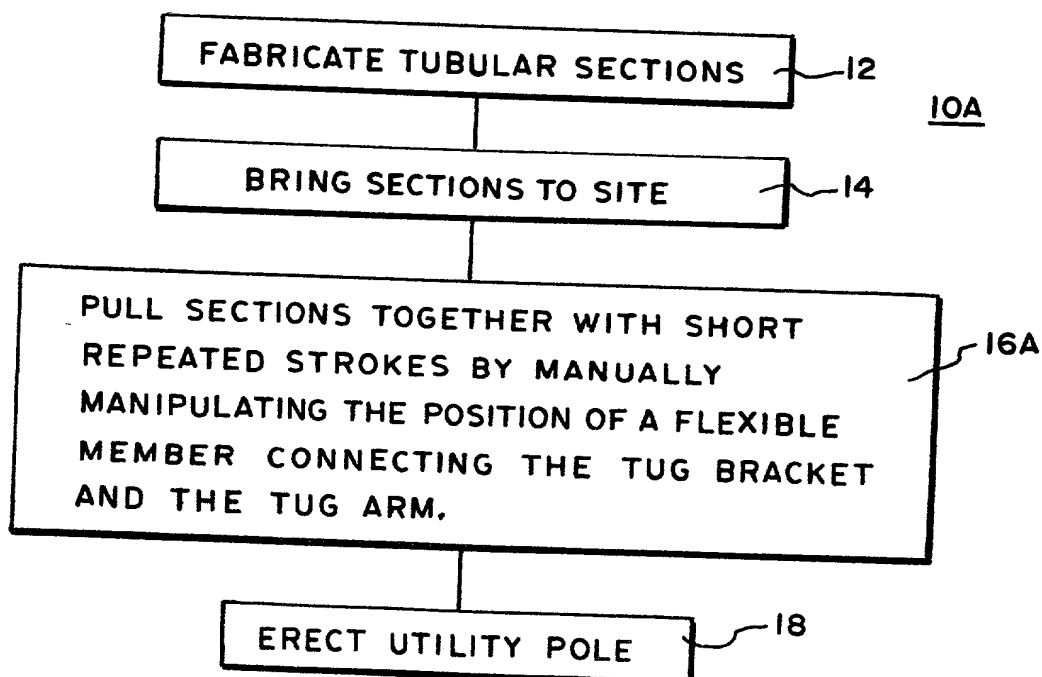 FABRICATE TUBULAR SECTIONS
12
10A
BRING SECTIONS TO SITE
14
PULL SECTIONS TOGETHER WITH SHORT
REPEATED STROKES BY MANUALLY
MANIPULATING THE POSITION OF A FLEXIBLE
MEMBER CONNECTING THE TUG BRACKET
AND THE TUG ARM.
16A
ERECT UTILITY POLE
18